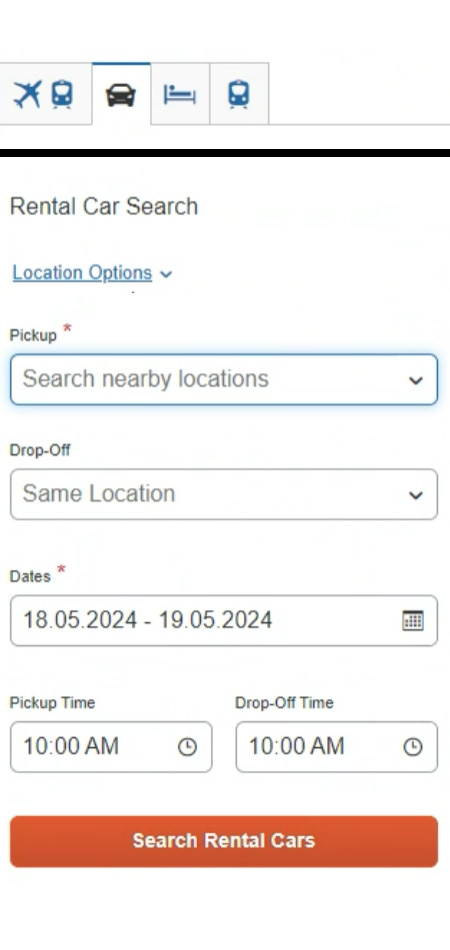 Rental Car Search
Location Options
Pickup *
Search nearby locations
Drop-Off
Same Location
Dates *
18.05.2024 - 19.05.2024
Pickup Time Drop-Off Time
10:00 AM 10:00 AM
Search Rental Cars